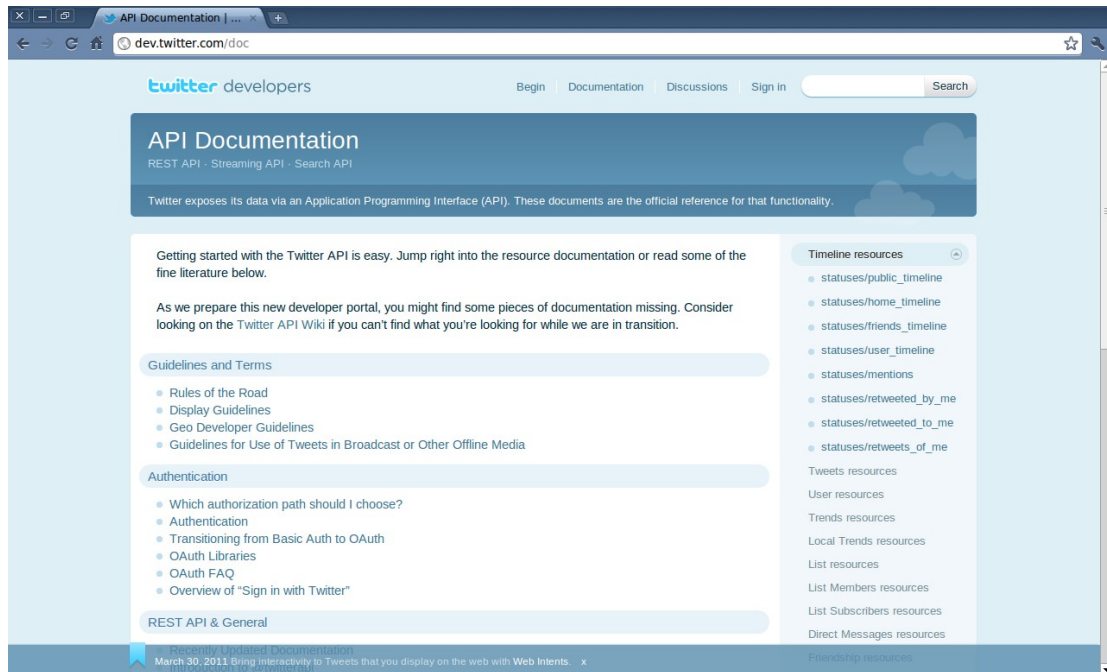 API Documentation | ...
dev.twitter.com/doc
twitter developers
Begin
Documentation
Discussions
Sign in
Search
API Documentation
REST API · Streaming API · Search API
Twitter exposes its data via an Application Programming Interface (API). These documents are the official reference for that functionality.
Getting started with the Twitter API is easy. Jump right into the resource documentation or read some of the
fine literature below.
As we prepare this new developer portal, you might find some pieces of documentation missing. Consider
looking on the Twitter API Wiki if you can't find what you're looking for while we are in transition.
Guidelines and Terms
Rules of the Road
Display Guidelines
Geo Developer Guidelines
Guidelines for Use of Tweets in Broadcast or Other Offline Media
Authentication
Which authorization path should I choose?
Authentication
Transitioning from Basic Auth to OAuth
OAuth Libraries
OAuth FAQ
Overview of “Sign in with Twitter”
REST API & General
Recently Updated Documentation
Introduction to @twitterapi
Timeline resources
statuses/public_timeline
statuses/home_timeline
statuses/friends_timeline
statuses/user_timeline
statuses/mentions
statuses/retweeted_by_me
statuses/retweeted_to_me
statuses/retweets_of_me
Tweets resources
User resources
Trends resources
Local Trends resources
List resources
List Members resources
List Subscribers resources
Direct Messages resources
Friendship resources
March 30, 2011 Bring interactivity to Tweets that you display on the web with Web Intents. x